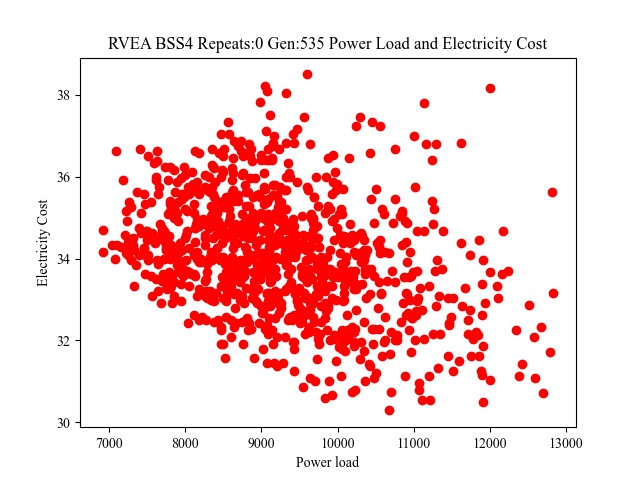 RVEA BSS4 Repeats:0 Gen:535 Power Load and Electricity Cost
38
36
34
32
30
Electricity Cost
7000 8000 9000 10000 11000 12000 13000
Power load